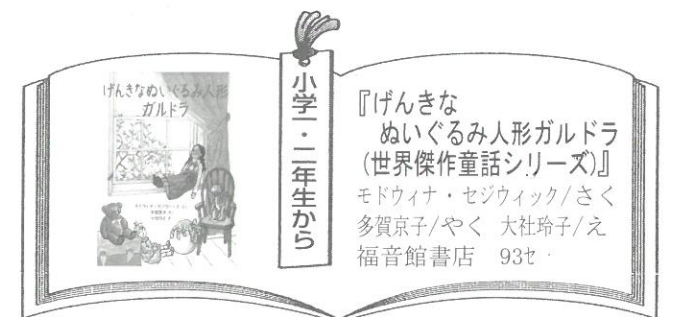 げんきなぬいぐるみ人形
ガルドラ
小学一・二年生から
『げんきな
ぬいぐるみ人形ガルドラ
(世界傑作童話シリーズ)』
モドウィナ・セジウィック/さく
多賀京子/やく 大社玲子/え
福音館書店 93セ